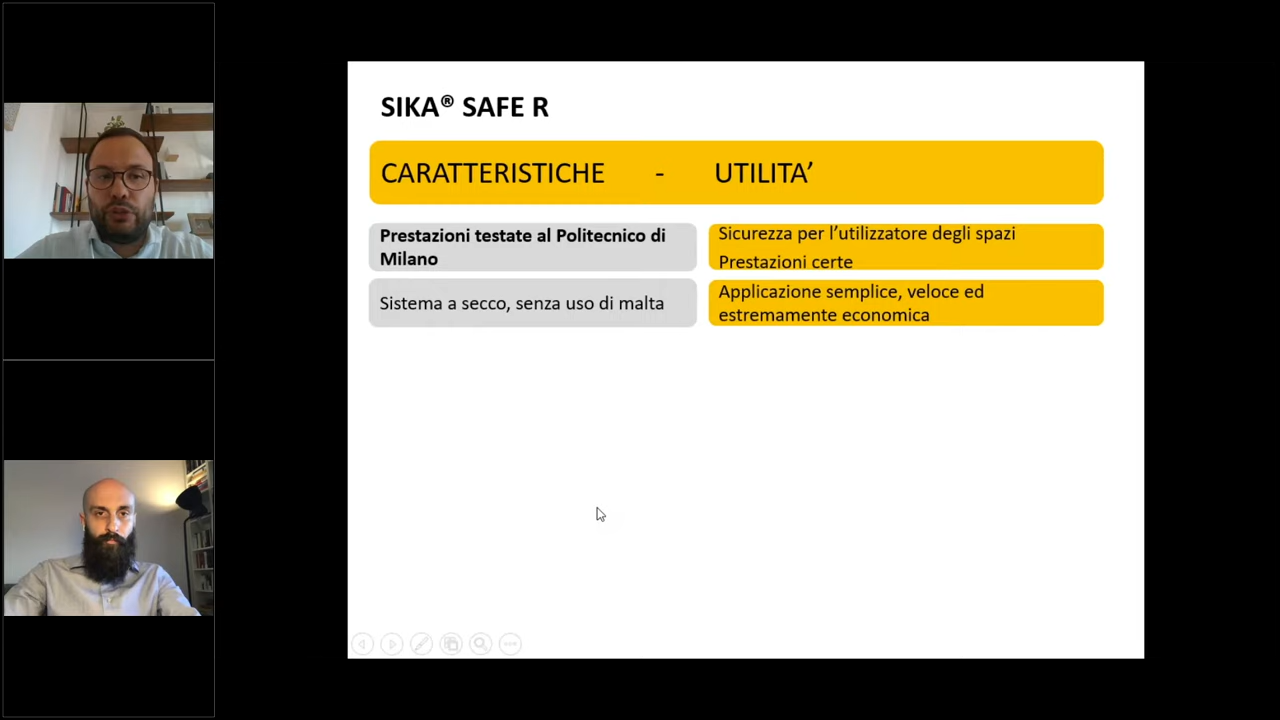 SIKA® SAFE R
CARATTERISTICHE - UTILITA’
Prestazioni testate al Politecnico di
Milano
Sicurezza per l’utilizzatore degli spazi
Prestazioni certe
Sistema a secco, senza uso di malta
Applicazione semplice, veloce ed
estremamente economica